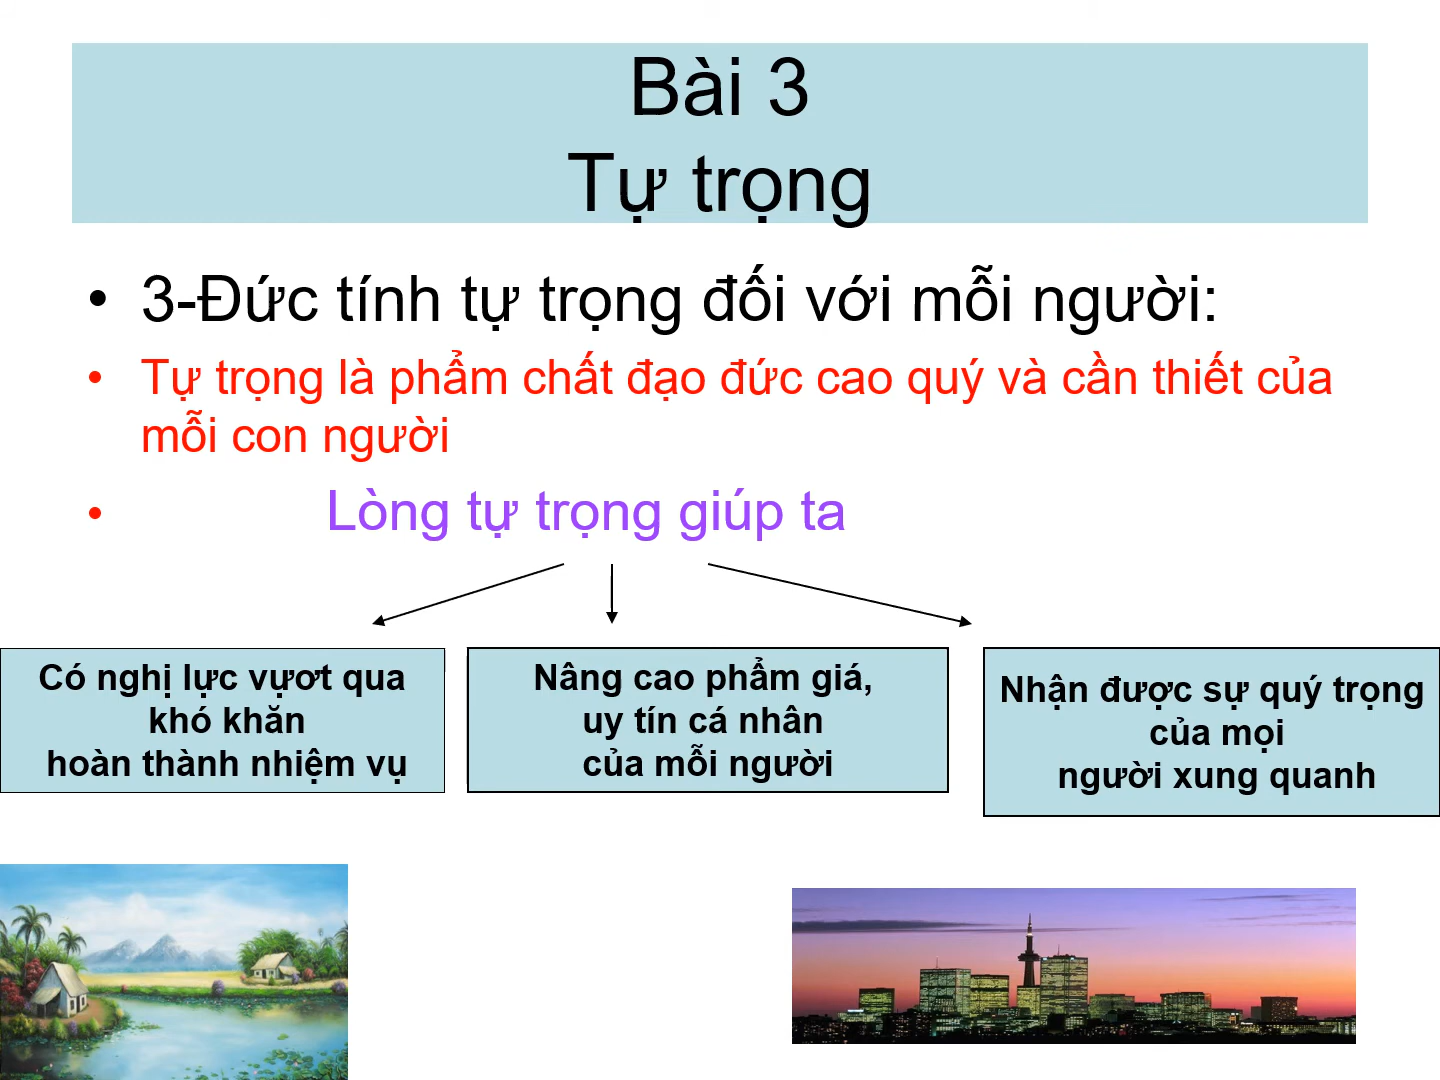 Bài 3
Tự trọng
• 3-Đức tính tự trọng đối với mỗi người:
• Tự trọng là phẩm chất đạo đức cao quý và cần thiết của
mỗi con người
• Lòng tự trọng giúp ta
Có nghị lực vựơt qua
khó khăn
hoàn thành nhiệm vụ
Nâng cao phẩm giá,
uy tín cá nhân
của mỗi người
Nhận được sự quý trọng
của mọi
người xung quanh